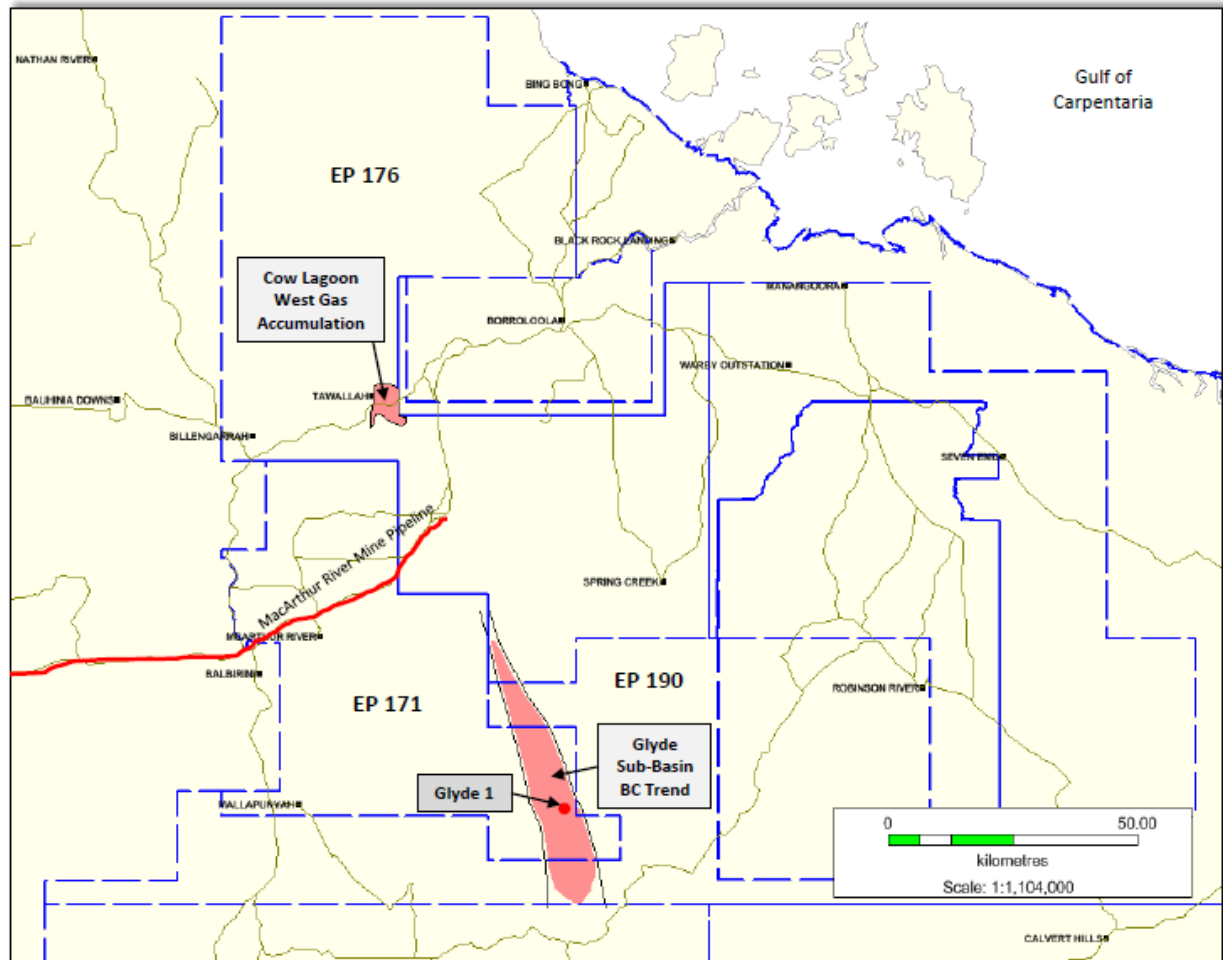 NATHAN RIVER
BING BONG
Gulf of
Carpentaria
EP 176
BLACK ROCK LANDING
Cow Lagoon
West Gas
Accumulation
MANANGOORA
BORROLOOLA
WARBY OUTSTATION
TAWALLAH
BAUHINIA DOWNS
BILLENGARRAH
SEVEN EMU
MacArthur River Mine Pipeline
SPRING CREEK
MCARTHUR RIVER
BALBIRINI
EP 190
EP 171
ROBINSON RIVER
Glyde
Sub-Basin
BC Trend
Glyde 1
MALLAPUNYAH
0 50.00
kilometres
Scale: 1:1,104,000
CALVERT HILLS